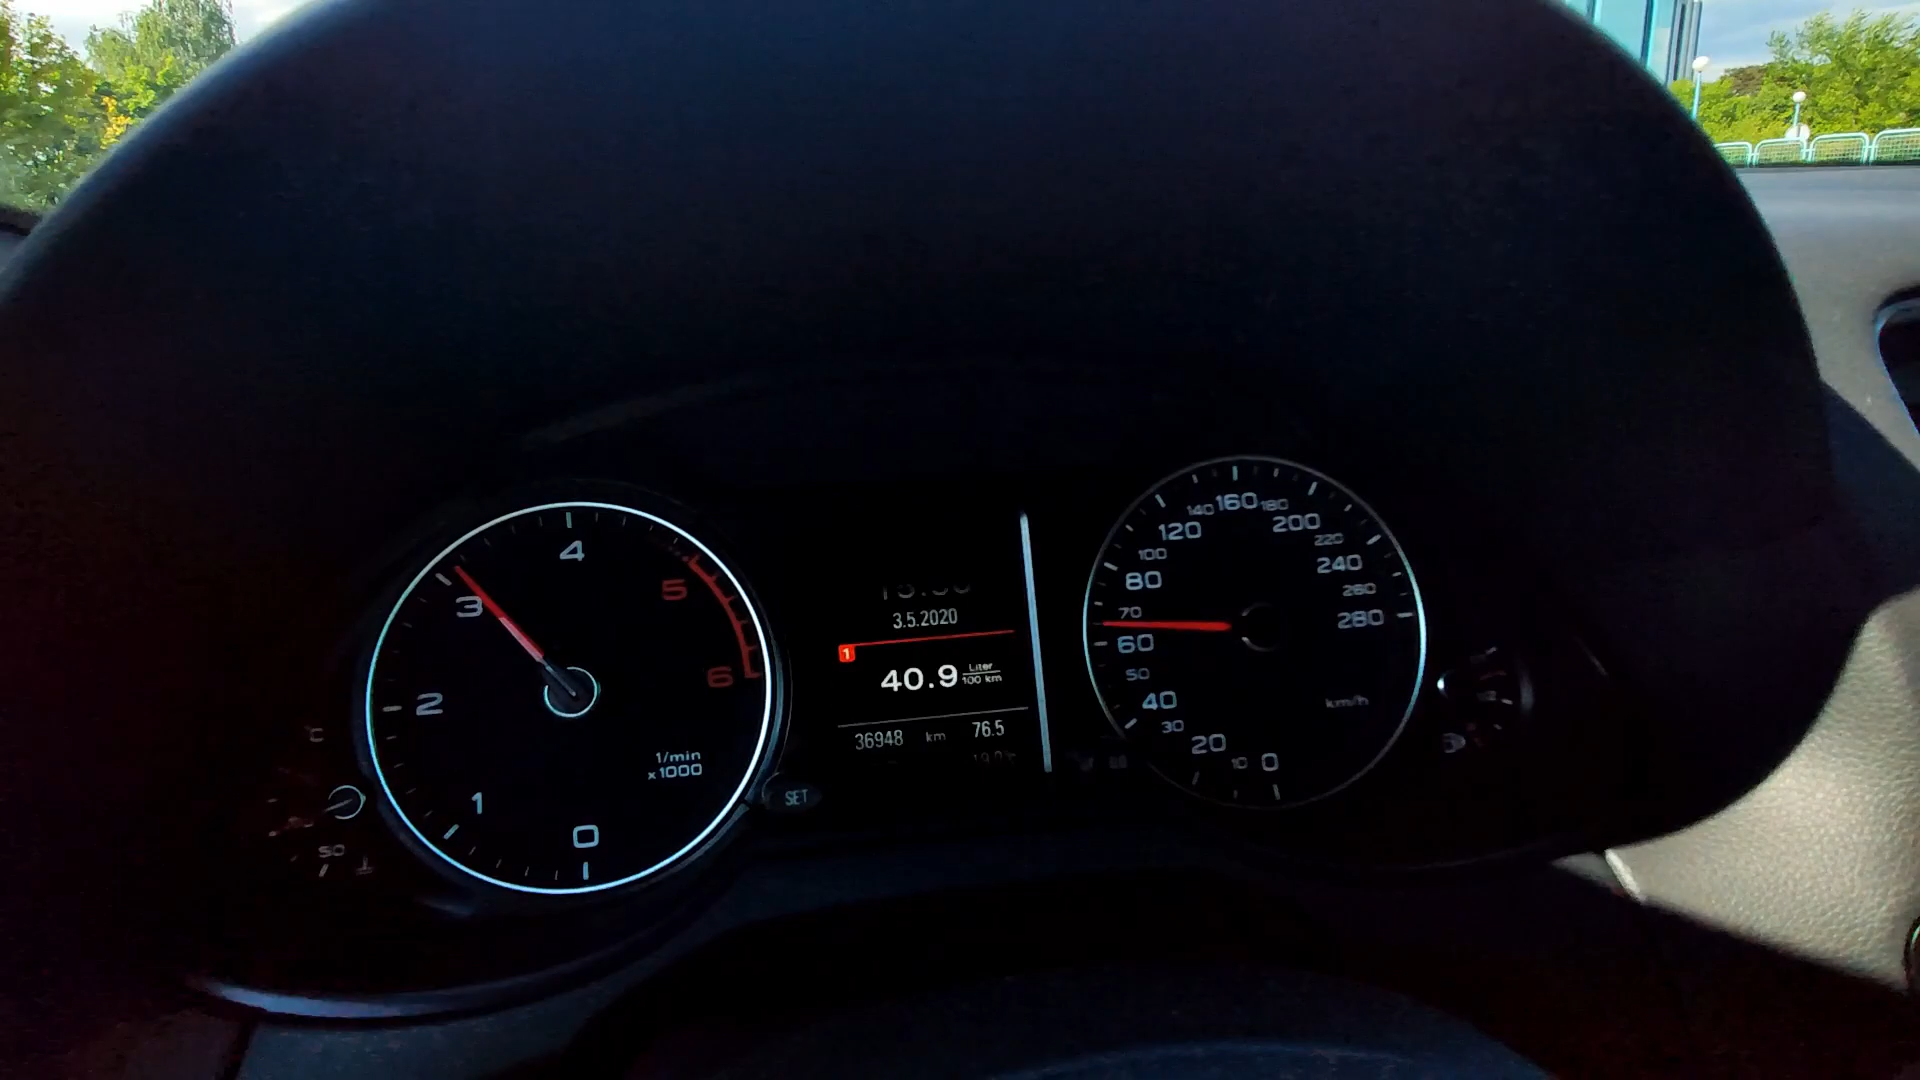 4
3
5
2
6
1/min
x1000
1
0
°C
50
3.5.2020
1
40.9 Liter
100 km
36948 km 76.5
SET
140 160 180
120 200
100 220
80 240
70 260
60 280
50
40 km/h
30
20 10 0